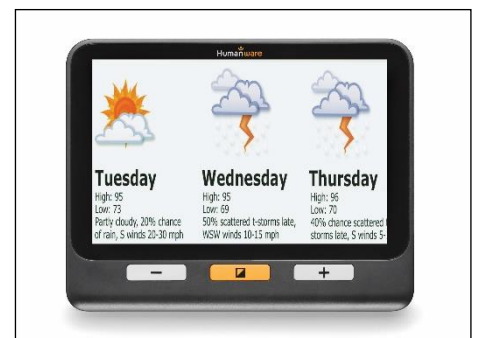 Humanware
Tuesday
High: 95
Low: 73
Partly cloudy, 20% chance
of rain, S winds 20-30 mph
Wednesday
High: 95
Low: 69
50% scattered t-storms late,
WSW winds 10-15 mph
Thursday
High: 96
Low: 70
40% chance scattered t
storms late, S winds 5-